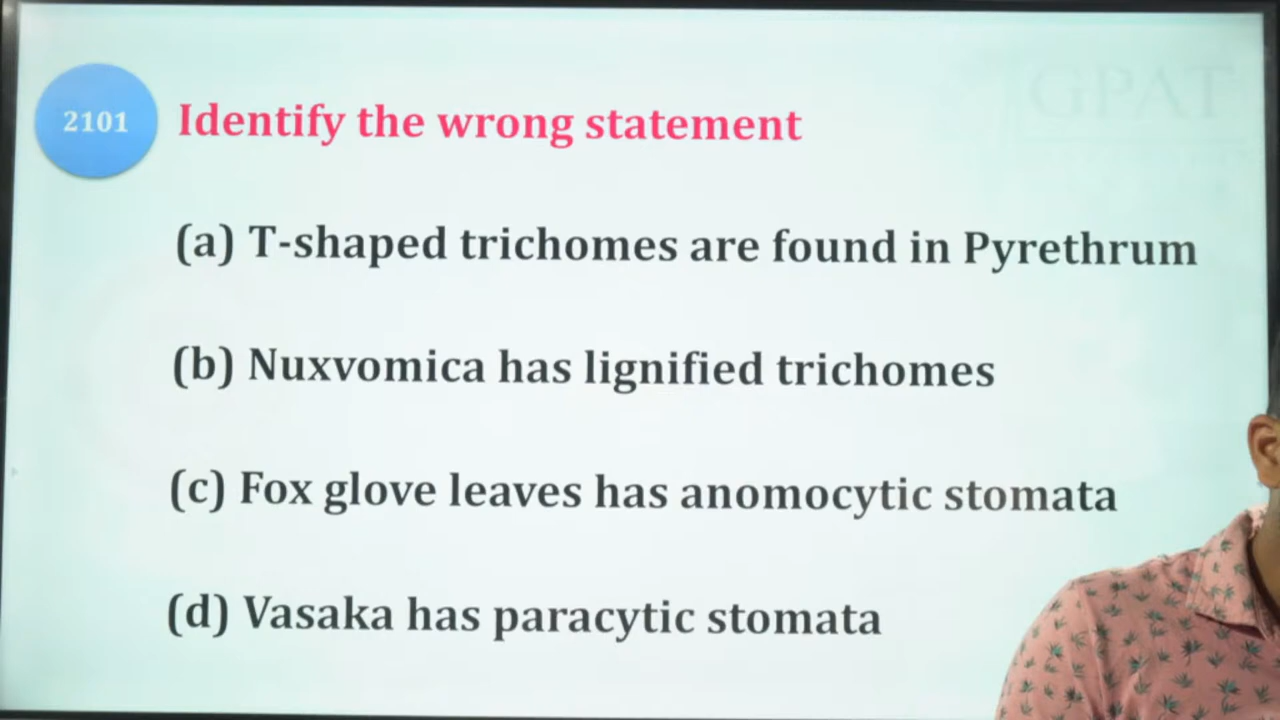 GPAT
2101
Identify the wrong statement
(a) T-shaped trichomes are found in Pyrethrum
(b) Nuxvomica has lignified trichomes
(c) Fox glove leaves has anomocytic stomata
(d) Vasaka has paracytic stomata